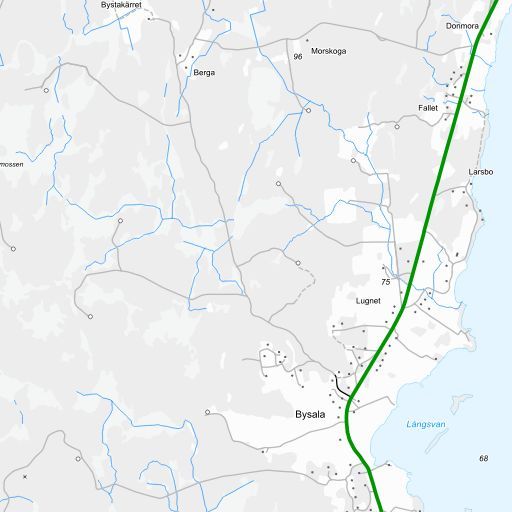 Bystakärret
Donmora
Morskoga
96
Berga
Fallet
mossen
Larsbo
75
Lugnet
Bysala
Långsvan
68